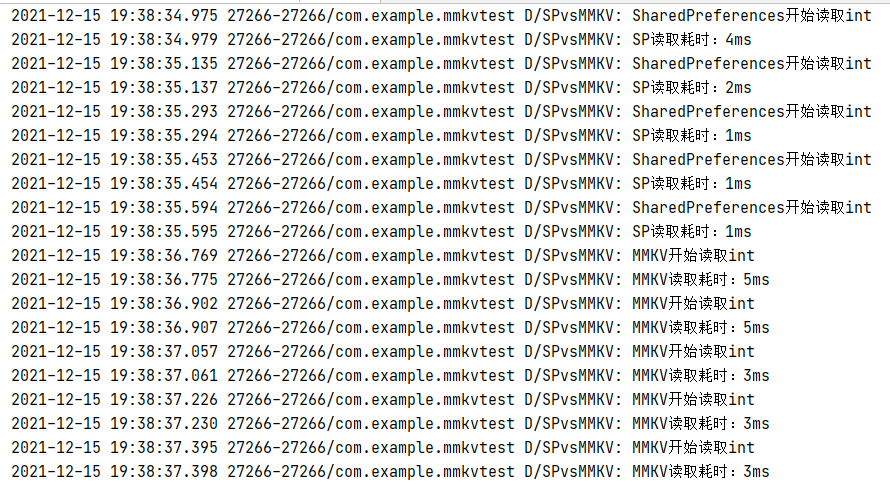 2021-12-15 19:38:34.975 27266-27266/com.example.mmkvtest D/SPvsMMKV: SharedPreferences开始读取int
2021-12-15 19:38:34.979 27266-27266/com.example.mmkvtest D/SPvsMMKV: SP读取耗时：4ms
2021-12-15 19:38:35.135 27266-27266/com.example.mmkvtest D/SPvsMMKV: SharedPreferences开始读取int
2021-12-15 19:38:35.137 27266-27266/com.example.mmkvtest D/SPvsMMKV: SP读取耗时：2ms
2021-12-15 19:38:35.293 27266-27266/com.example.mmkvtest D/SPvsMMKV: SharedPreferences开始读取int
2021-12-15 19:38:35.294 27266-27266/com.example.mmkvtest D/SPvsMMKV: SP读取耗时：1ms
2021-12-15 19:38:35.453 27266-27266/com.example.mmkvtest D/SPvsMMKV: SharedPreferences开始读取int
2021-12-15 19:38:35.454 27266-27266/com.example.mmkvtest D/SPvsMMKV: SP读取耗时：1ms
2021-12-15 19:38:35.594 27266-27266/com.example.mmkvtest D/SPvsMMKV: SharedPreferences开始读取int
2021-12-15 19:38:35.595 27266-27266/com.example.mmkvtest D/SPvsMMKV: SP读取耗时：1ms
2021-12-15 19:38:36.769 27266-27266/com.example.mmkvtest D/SPvsMMKV: MMKV开始读取int
2021-12-15 19:38:36.775 27266-27266/com.example.mmkvtest D/SPvsMMKV: MMKV读取耗时：5ms
2021-12-15 19:38:36.902 27266-27266/com.example.mmkvtest D/SPvsMMKV: MMKV开始读取int
2021-12-15 19:38:36.907 27266-27266/com.example.mmkvtest D/SPvsMMKV: MMKV读取耗时：5ms
2021-12-15 19:38:37.057 27266-27266/com.example.mmkvtest D/SPvsMMKV: MMKV开始读取int
2021-12-15 19:38:37.061 27266-27266/com.example.mmkvtest D/SPvsMMKV: MMKV读取耗时：3ms
2021-12-15 19:38:37.226 27266-27266/com.example.mmkvtest D/SPvsMMKV: MMKV开始读取int
2021-12-15 19:38:37.230 27266-27266/com.example.mmkvtest D/SPvsMMKV: MMKV读取耗时：3ms
2021-12-15 19:38:37.395 27266-27266/com.example.mmkvtest D/SPvsMMKV: MMKV开始读取int
2021-12-15 19:38:37.398 27266-27266/com.example.mmkvtest D/SPvsMMKV: MMKV读取耗时：3ms